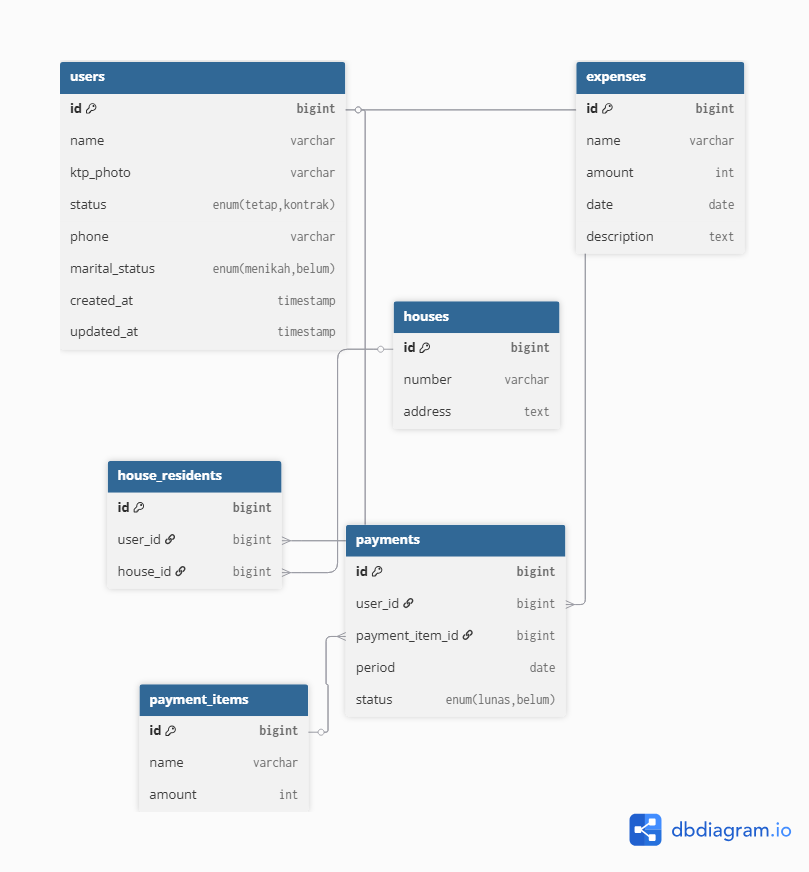 users
id bigint
name varchar
ktp_photo varchar
status enum(tetap,kontrak)
phone varchar
marital_status enum(menikah,belum)
created_at timestamp
updated_at timestamp
expenses
id bigint
name varchar
amount int
date date
description text
houses
id bigint
number varchar
address text
house_residents
id bigint
user_id bigint
house_id bigint
payments
id bigint
user_id bigint
payment_item_id bigint
period date
status enum(lunas,belum)
payment_items
id bigint
name varchar
amount int
dbdiagram.io